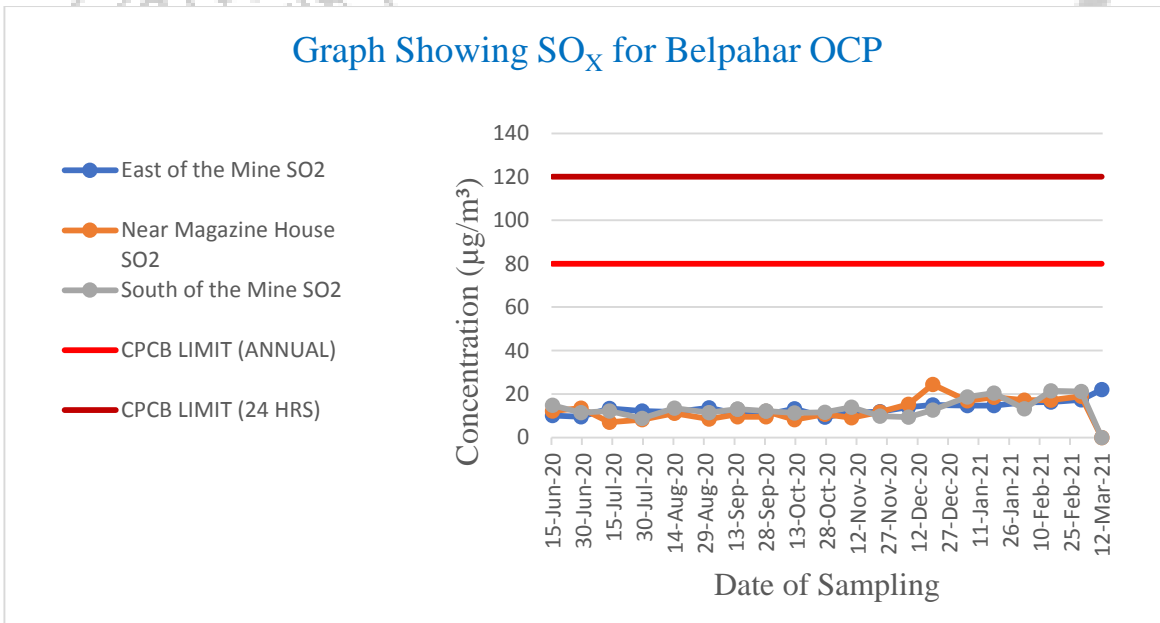 Graph Showing SOX for Belpahar OCP
East of the Mine SO2
Near Magazine House
SO2
South of the Mine SO2
CPCB LIMIT (ANNUAL)
CPCB LIMIT (24 HRS)
Concentration (µg/m³)
140
120
100
80
60
40
20
0
15-Jun-20
30-Jun-20
15-Jul-20
30-Jul-20
14-Aug-20
29-Aug-20
13-Sep-20
28-Sep-20
13-Oct-20
28-Oct-20
12-Nov-20
27-Nov-20
12-Dec-20
27-Dec-20
11-Jan-21
26-Jan-21
10-Feb-21
25-Feb-21
12-Mar-21
Date of Sampling